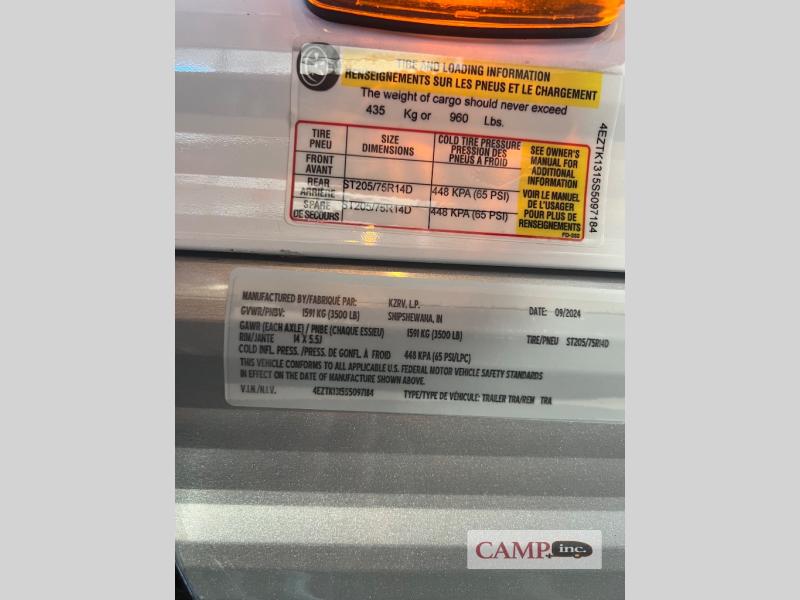 TIRE AND LOADING INFORMATION
RENSEIGNEMENTS SUR LES PNEUS ET LE CHARGEMENT
The weight of cargo should never exceed
435 Kg or 960 Lbs.
TIRE
PNEU
SIZE
DIMENSIONS
COLD TIRE PRESSURE
PRESSION DES
PNEUS A FROID
SEE OWNER'S
MANUAL FOR
ADDITIONAL
INFORMATION
VOIR LE MANUEL
DE L'USAGER
POUR PLUS DE
RENSEIGNEMENTS
FRONT
AVANT
REAR
ARRIÈRE
ST205/75R14D
448 KPA (65 PSI)
SPARE
DE SECOURS
ST205/75R14D
448 KPA (65 PSI)
4EZTK1315S5097184
MANUFACTURED BY/FABRIQUÉ PAR: KZRV, L.P. DATE: 09/2024
GVWR/PNBV: 1591 KG (3500 LB) SHIPSHEWANA, IN
GAWR (EACH AXLE) / PNBE (CHAQUE ESSIEU) 1591 KG (3500 LB)
RIM/JANTE 14 X 5.5J TIRE/PNEU ST205/75R14D
COLD INFL. PRESS. /PRESS. DE GONFL. À FROID 448 KPA (65 PSI/LPC)
THIS VEHICLE CONFORMS TO ALL APPLICABLE U.S. FEDERAL MOTOR VEHICLE SAFETY STANDARDS
IN EFFECT ON THE DATE OF MANUFACTURE SHOWN ABOVE.
V.I.N./N.I.V. 4EZTK1315S5097184 TYPE/TYPE DE VÉHICULE: TRAILER TRA/REM TRA
CAMP+inc.